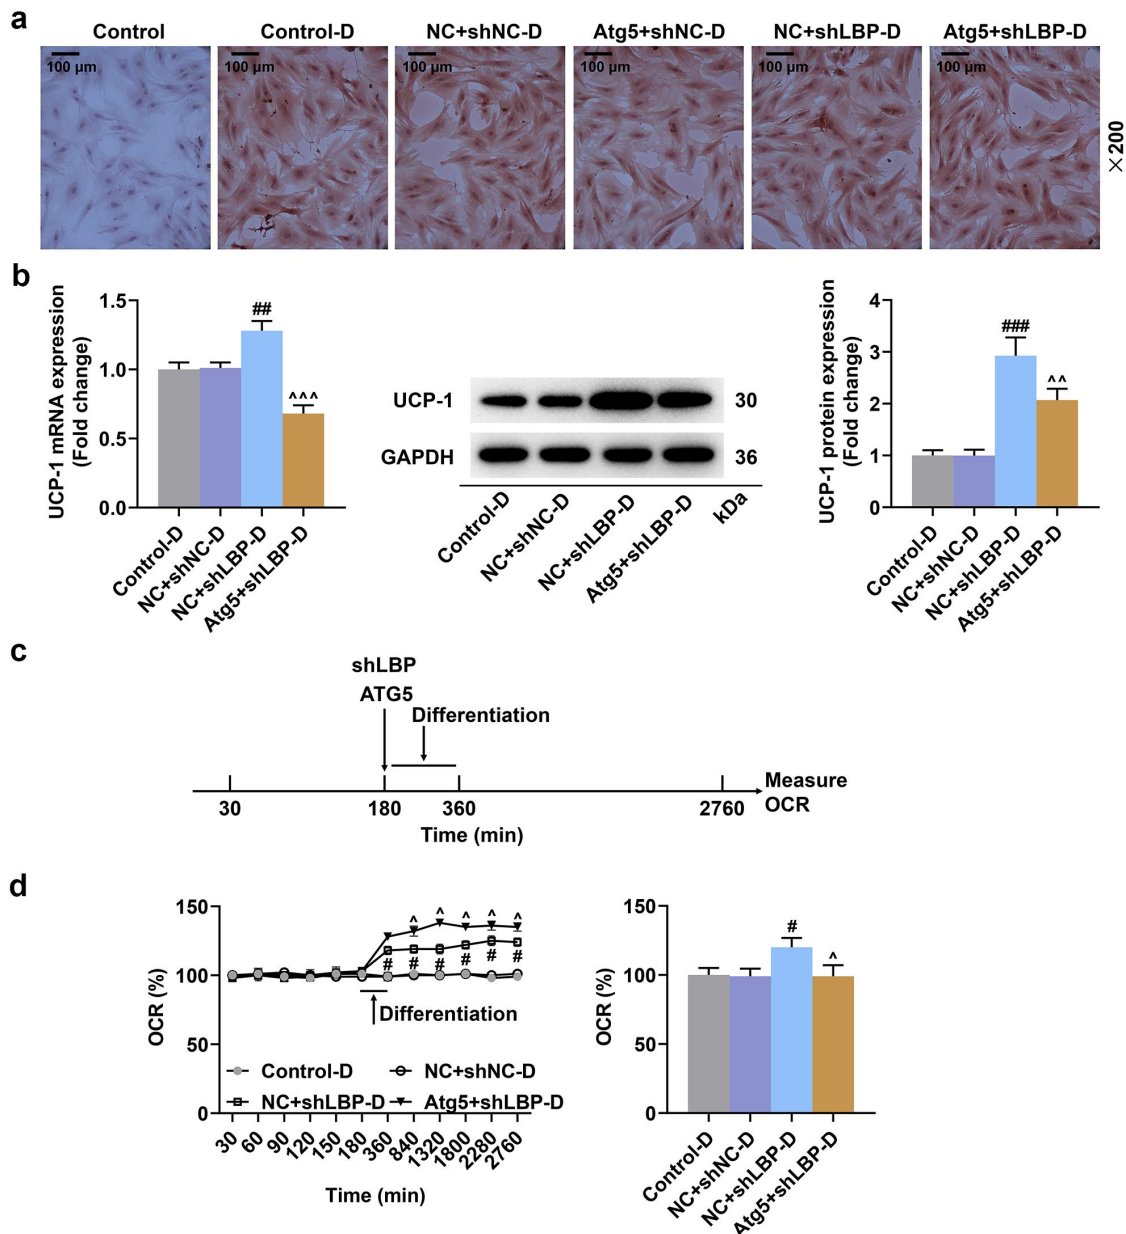 a
Control
Control-D
NC+shNC-D
Atg5+shNC-D
NC+shLBP-D
Atg5+shLBP-D
100 μm
100 μm
100 μm
100 μm
100 μm
100 μm
×200
b
UCP-1 mRNA expression
(Fold change)
1.5
1.0
0.5
0.0
##
^^^
Control-D
NC+shNC-D
NC+shLBP-D
Atg5+shLBP-D
UCP-1
30
GAPDH
36
Control-D
NC+shNC-D
NC+shLBP-D
Atg5+shLBP-D
kDa
UCP-1 protein expression
(Fold change)
4
3
2
1
0
###
^^
Control-D
NC+shNC-D
NC+shLBP-D
Atg5+shLBP-D
c
shLBP
ATG5
Differentiation
30
180
360
2760
Measure
OCR
Time (min)
d
OCR (%)
150
100
50
0
^ ^ ^ ^ ^
# # # # # #
Differentiation
Control-D
NC+shNC-D
NC+shLBP-D
Atg5+shLBP-D
30
60
90
120
150
180
360
840
1320
1800
2280
2760
Time (min)
OCR (%)
150
100
50
0
#
^
Control-D
NC+shNC-D
NC+shLBP-D
Atg5+shLBP-D